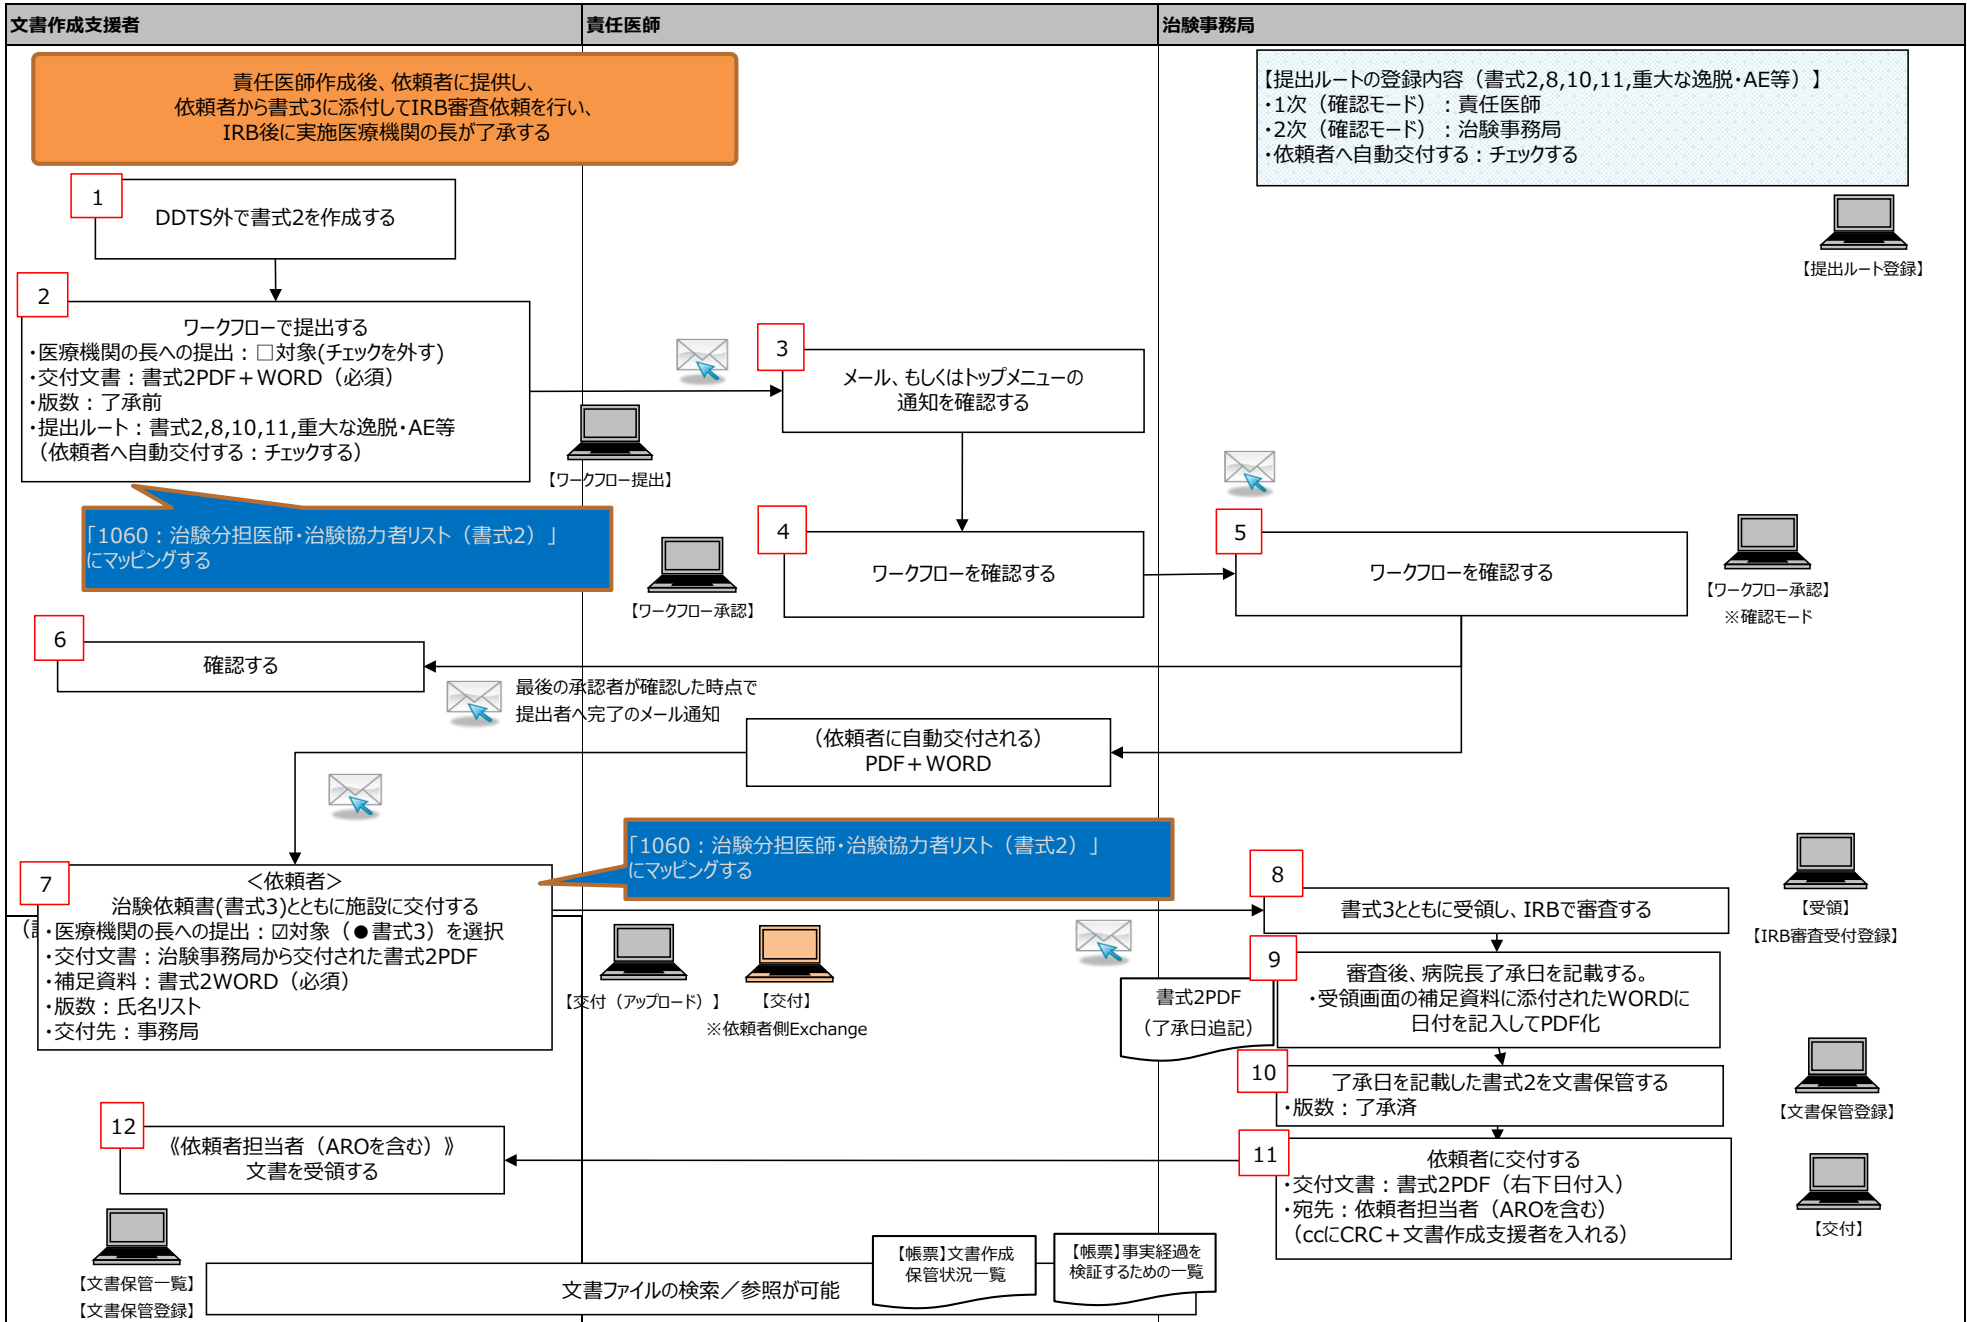 文書作成支援者
責任医師
治験事務局
責任医師作成後、依頼者に提供し、
依頼者から書式3に添付してIRB審査依頼を行い、
IRB後に実施医療機関の長が了承する
【提出ルートの登録内容（書式2,8,10,11,重大な逸脱・AE等）】
・1次（確認モード）：責任医師
・2次（確認モード）：治験事務局
・依頼者へ自動交付する：チェックする
【提出ルート登録】
1
DDTS外で書式2を作成する
2
ワークフローで提出する
・医療機関の長への提出：□対象(チェックを外す)
・交付文書：書式2PDF＋WORD（必須）
・版数：了承前
・提出ルート：書式2,8,10,11,重大な逸脱・AE等
（依頼者へ自動交付する：チェックする）
【ワークフロー提出】
「1060：治験分担医師・治験協力者リスト（書式2）」
にマッピングする
3
メール、もしくはトップメニューの
通知を確認する
4
ワークフローを確認する
【ワークフロー承認】
5
ワークフローを確認する
【ワークフロー承認】
※確認モード
6
確認する
最後の承認者が確認した時点で
提出者へ完了のメール通知
（依頼者に自動交付される）
PDF＋WORD
「1060：治験分担医師・治験協力者リスト（書式2）」
にマッピングする
7
＜依頼者＞
治験依頼書(書式3)とともに施設に交付する
・医療機関の長への提出：☑対象（●書式3）を選択
・交付文書：治験事務局から交付された書式2PDF
・補足資料：書式2WORD（必須）
・版数：氏名リスト
・交付先：事務局
【交付（アップロード）】
【交付】
※依頼者側Exchange
8
書式3とともに受領し、IRBで審査する
【受領】
【IRB審査受付登録】
9
審査後、病院長了承日を記載する。
・受領画面の補足資料に添付されたWORDに
日付を記入してPDF化
書式2PDF
（了承日追記）
10
了承日を記載した書式2を文書保管する
・版数：了承済
【文書保管登録】
11
依頼者に交付する
・交付文書：書式2PDF（右下日付入）
・宛先：依頼者担当者（AROを含む）
（ccにCRC＋文書作成支援者を入れる）
【交付】
12
《依頼者担当者（AROを含む）》
文書を受領する
【文書保管一覧】
【文書保管登録】
文書ファイルの検索／参照が可能
【帳票】文書作成
保管状況一覧
【帳票】事実経過を
検証するための一覧